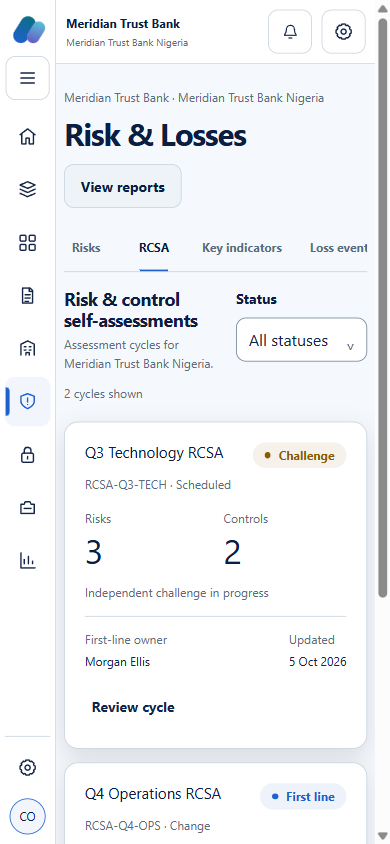 Meridian Trust Bank
Meridian Trust Bank Nigeria
Meridian Trust Bank · Meridian Trust Bank Nigeria
Risk & Losses
View reports
Risks
RCSA
Key indicators
Loss event
Risk & control
self-assessments
Assessment cycles for
Meridian Trust Bank Nigeria.
2 cycles shown
Status
All statuses
Q3 Technology RCSA
Challenge
RCSA-Q3-TECH · Scheduled
Risks
Controls
3
2
Independent challenge in progress
First-line owner
Updated
Morgan Ellis
5 Oct 2026
Review cycle
Q4 Operations RCSA
First line
RCSA-Q4-OPS · Change
CO